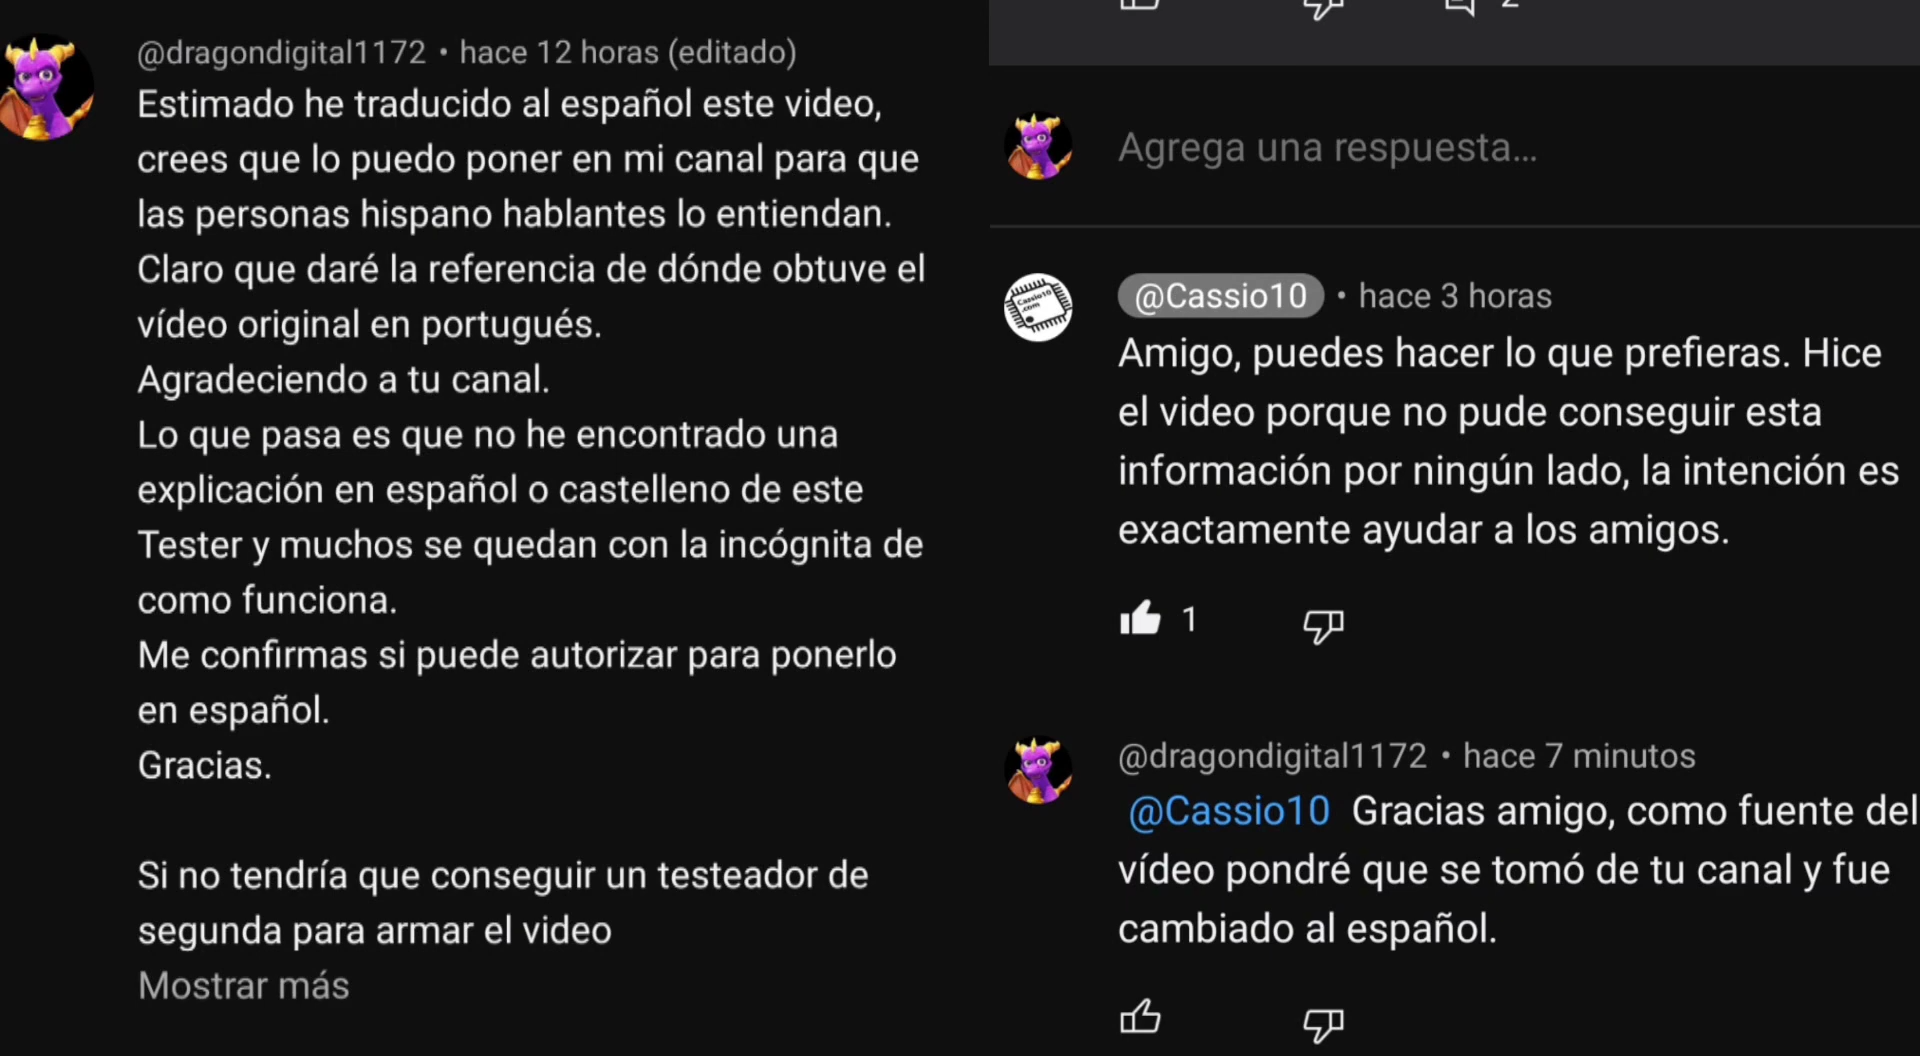 @dragondigital1172 • hace 12 horas (editado)
Estimado he traducido al español este video,
crees que lo puedo poner en mi canal para que
las personas hispano hablantes lo entiendan.
Claro que daré la referencia de dónde obtuve el
vídeo original en portugués.
Agradeciendo a tu canal.
Lo que pasa es que no he encontrado una
explicación en español o castelleno de este
Tester y muchos se quedan con la incógnita de
como funciona.
Me confirmas si puede autorizar para ponerlo
en español.
Gracias.
Si no tendría que conseguir un testeador de
segunda para armar el video
Mostrar más
Agrega una respuesta...
Cassio10
.com
@Cassio10 • hace 3 horas
Amigo, puedes hacer lo que prefieras. Hice
el video porque no pude conseguir esta
información por ningún lado, la intención es
exactamente ayudar a los amigos.
1
@dragondigital1172 • hace 7 minutos
@Cassio10 Gracias amigo, como fuente del
vídeo pondré que se tomó de tu canal y fue
cambiado al español.